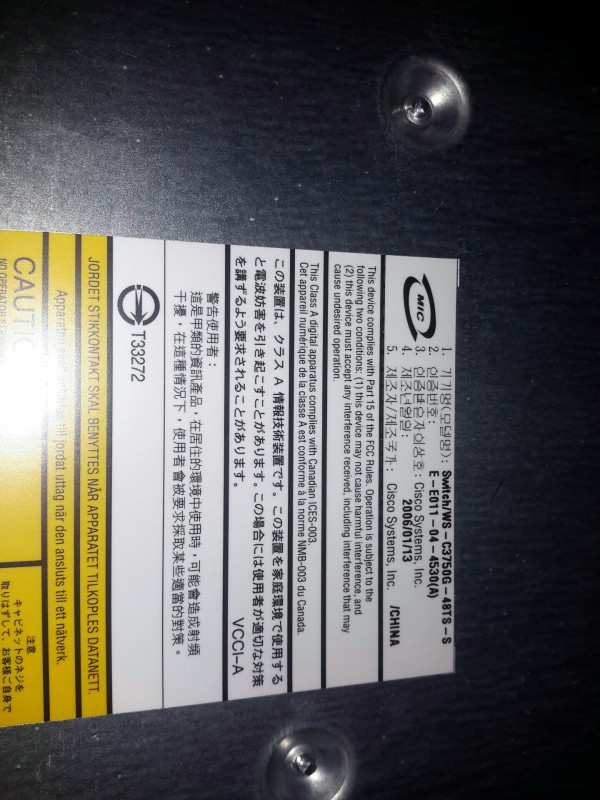 MIC
1. 기기명(모델명): Switch/WS-C3750G-48TS-S
2. 인증번호: E-E011-04-4530(A)
3. 인증받은자의상호: Cisco Systems, Inc.
4. 제조년월일: 2006/01/13
5. 제조자/제조국가: Cisco Systems, Inc. /CHINA
This device complies with Part 15 of the FCC Rules. Operation is subject to the
following two conditions: (1) this device may not cause harmful interference, and
(2) this device must accept any interference received, including interference that may
cause undesired operation.
This Class A digital apparatus complies with Canadian ICES-003.
Cet appareil numérique de la classe A est conforme à la norme NMB-003 du Canada.
この装置は、クラス A 情報技術装置です。この装置を家庭環境で使用する
と電波妨害を引き起こすことがあります。この場合には使用者が適切な対策
を講ずるよう要求されることがあります。
VCCI-A
警告使用者：
這是甲類的資訊產品，在居住的環境中使用時，可能會造成射頻
干擾，在這種情況下，使用者會被要求採取某些適當的對策。
T33272
JORDET STIKKONTAKT SKAL BENYTTES NÅR APPARATET TILKOPLES DATANETT.
Apparaten till jordat uttag när den ansluts till ett nätverk.
CAUTIO
NO OPERATOR
注意
キャビネットのネジを
取りはずして、お客様ご自身で